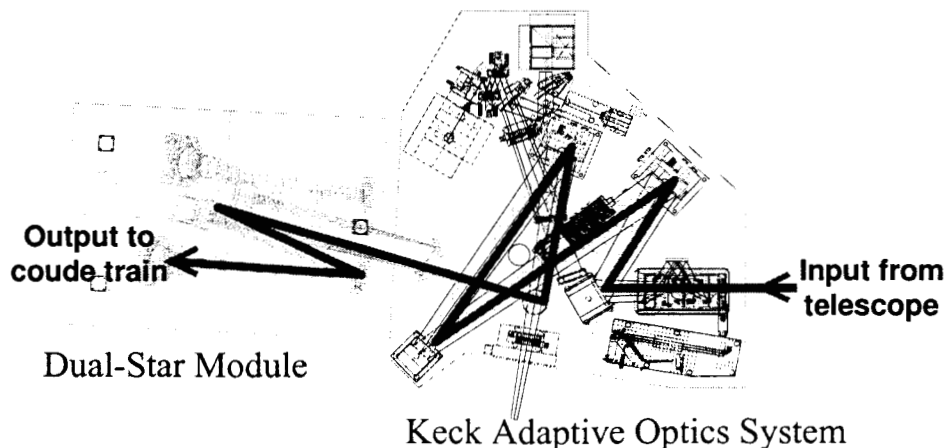 Output to
coude train
Input from
telescope
Dual-Star Module
Keck Adaptive Optics System